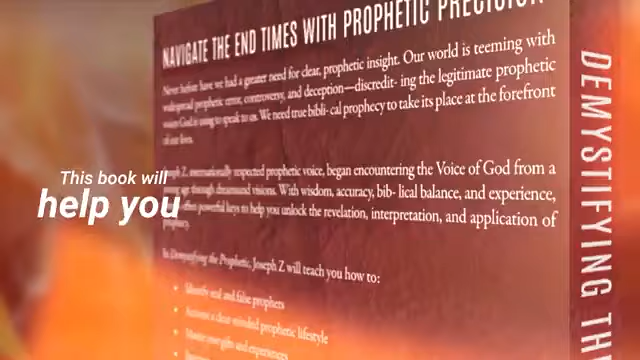 NAVIGATE THE END TIMES WITH PROPHETIC PRECISION
Never before have we had a greater need for clear, prophetic insight. Our world is teeming with
widespread prophetic error, controversy, and deception—discredit- ing the legitimate prophetic
voices God is using to speak to us. We need true bibli- cal prophecy to take its place at the forefront
of our lives.
Joseph Z, internationally respected prophetic voice, began encountering the Voice of God from a
young age through dreams and visions. With wisdom, accuracy, bib- lical balance, and experience,
often powerful keys to help you unlock the revelation, interpretation, and application of
prophecy.
In Demystifying the Prophetic, Joseph Z will teach you how to:
• Identify real and false prophets
• a clear-minded prophetic lifestyle
• Master your gifts and experiences
This book will
help you
DEMYSTIFYING TH